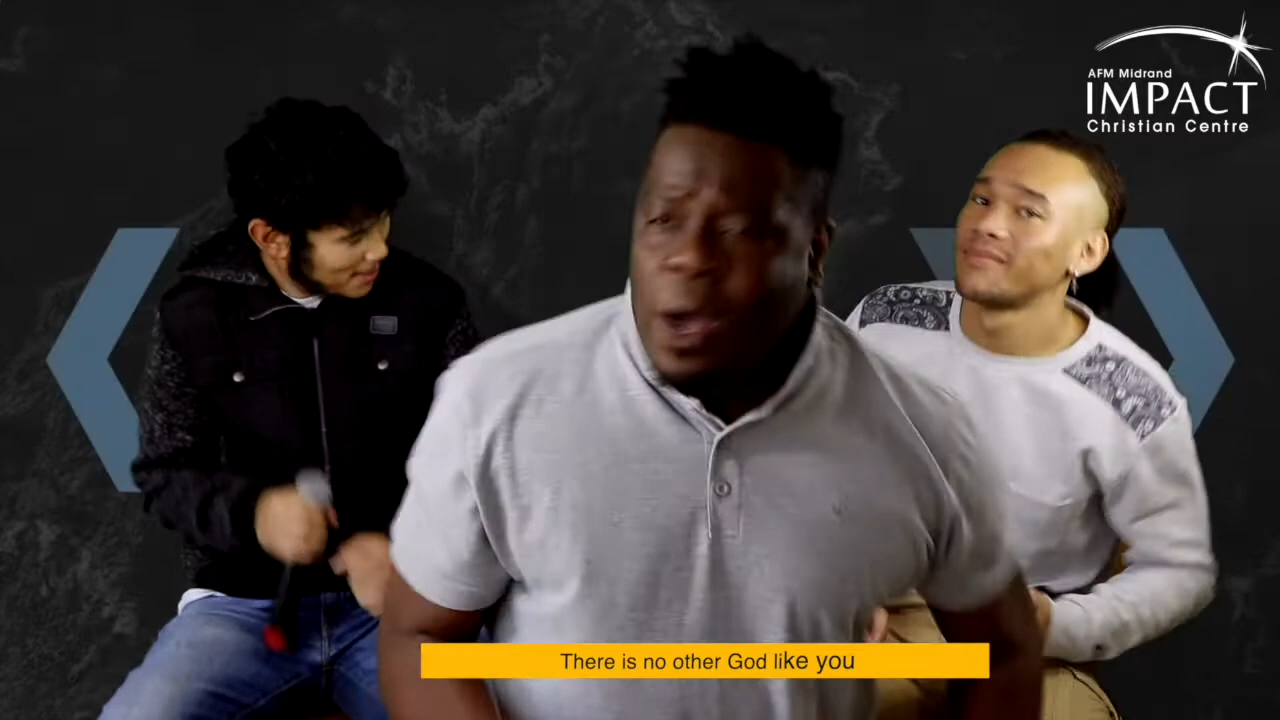 AFM Midrand
IMPACT
Christian Centre
There is no other God like you